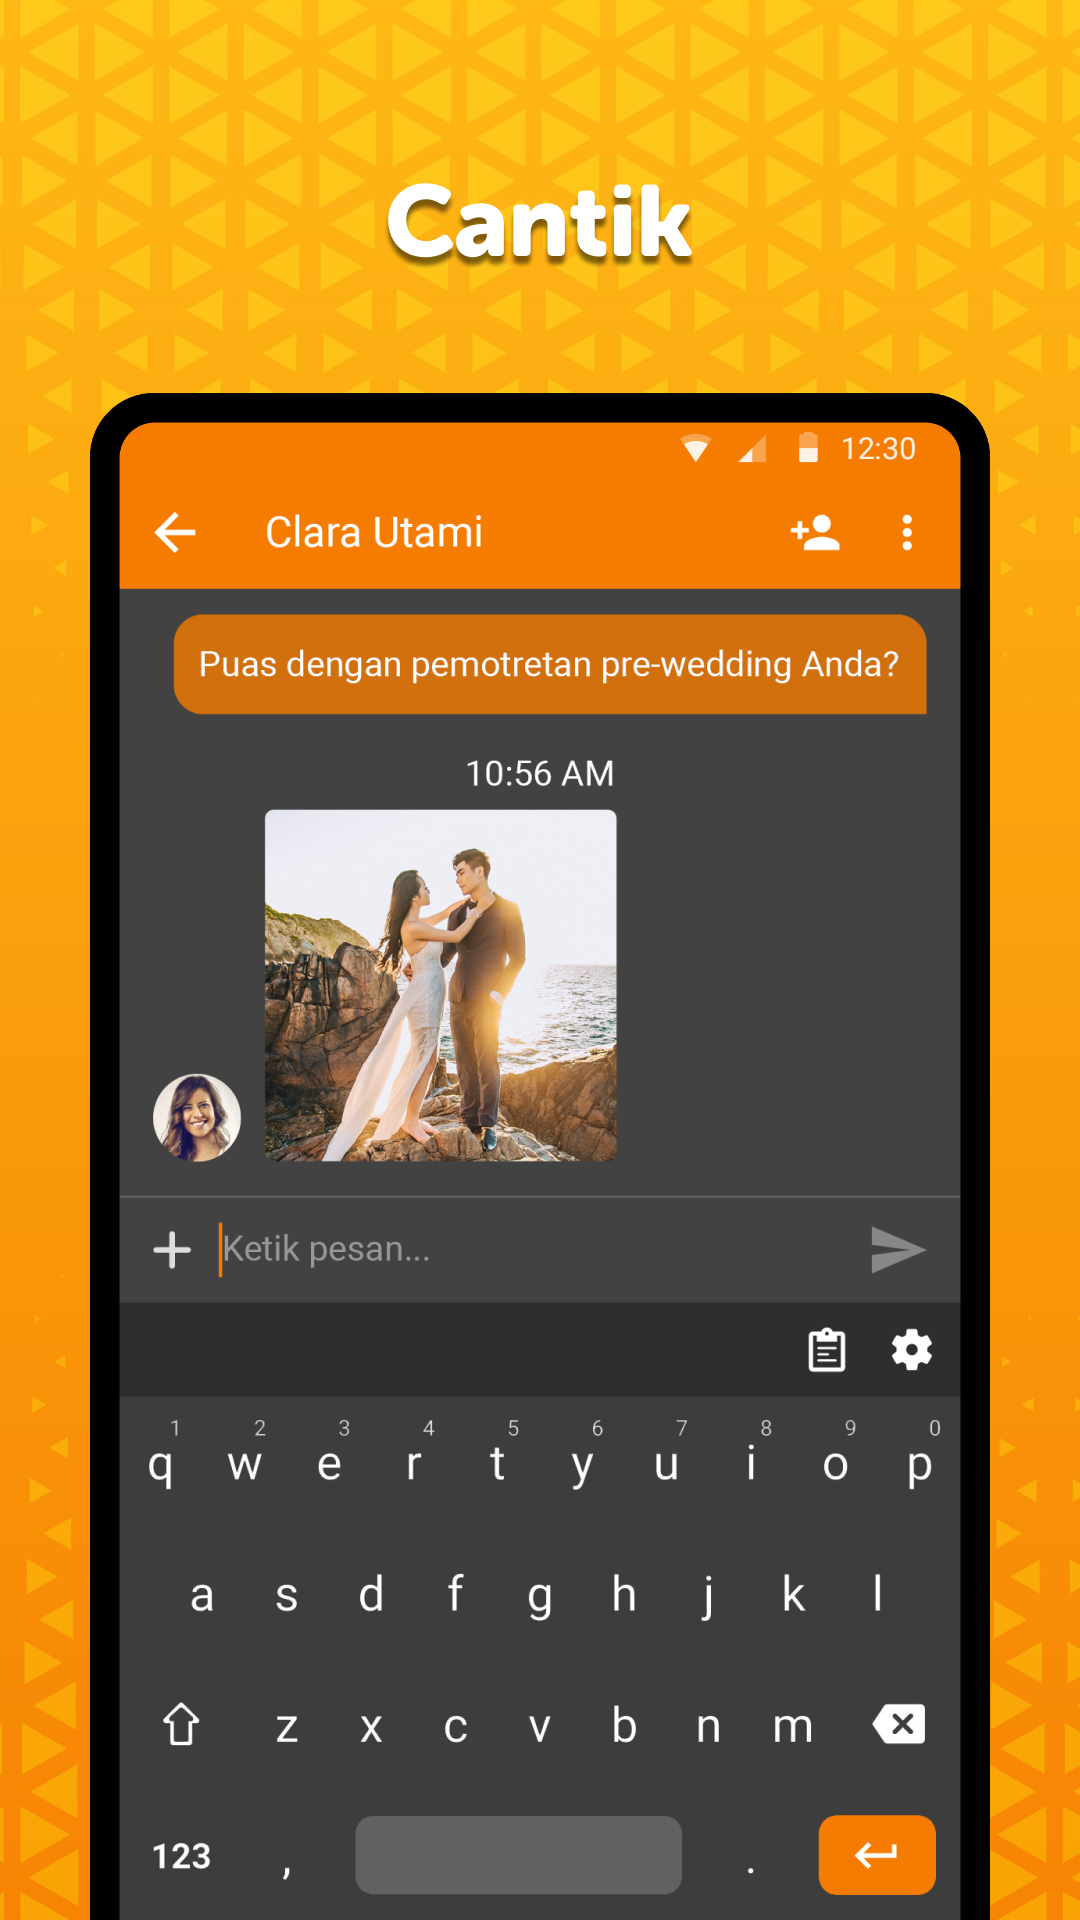 Cantik
12:30
Clara Utami
Puas dengan pemotretan pre-wedding Anda?
10:56 AM
Ketik pesan...
1 2 3 4 5 6 7 8 9 0
q w e r t y u i o p
a s d f g h j k l
z x c v b n m
123 , .